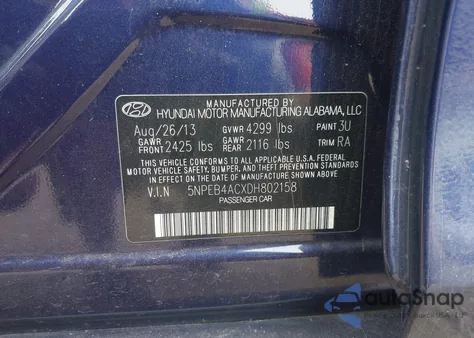 HYUNDAI MOTOR MANUFACTURING ALABAMA, LLC
Aug/26/13 GVWR 4299 lbs PAINT 3U
GAWR FRONT 2425 lbs GAWR REAR 2116 lbs TRIM RA
THIS VEHICLE CONFORMS TO ALL APPLICABLE FEDERAL
MOTOR VEHICLE SAFETY, BUMPER, AND THEFT PREVENTION
STANDARDS IN EFFECT ON THE DATE OF MANUFACTURE
SHOWN ABOVE.
V.I.N 5NPEB4ACXDH802158
PASSENGER CAR
autoSnap